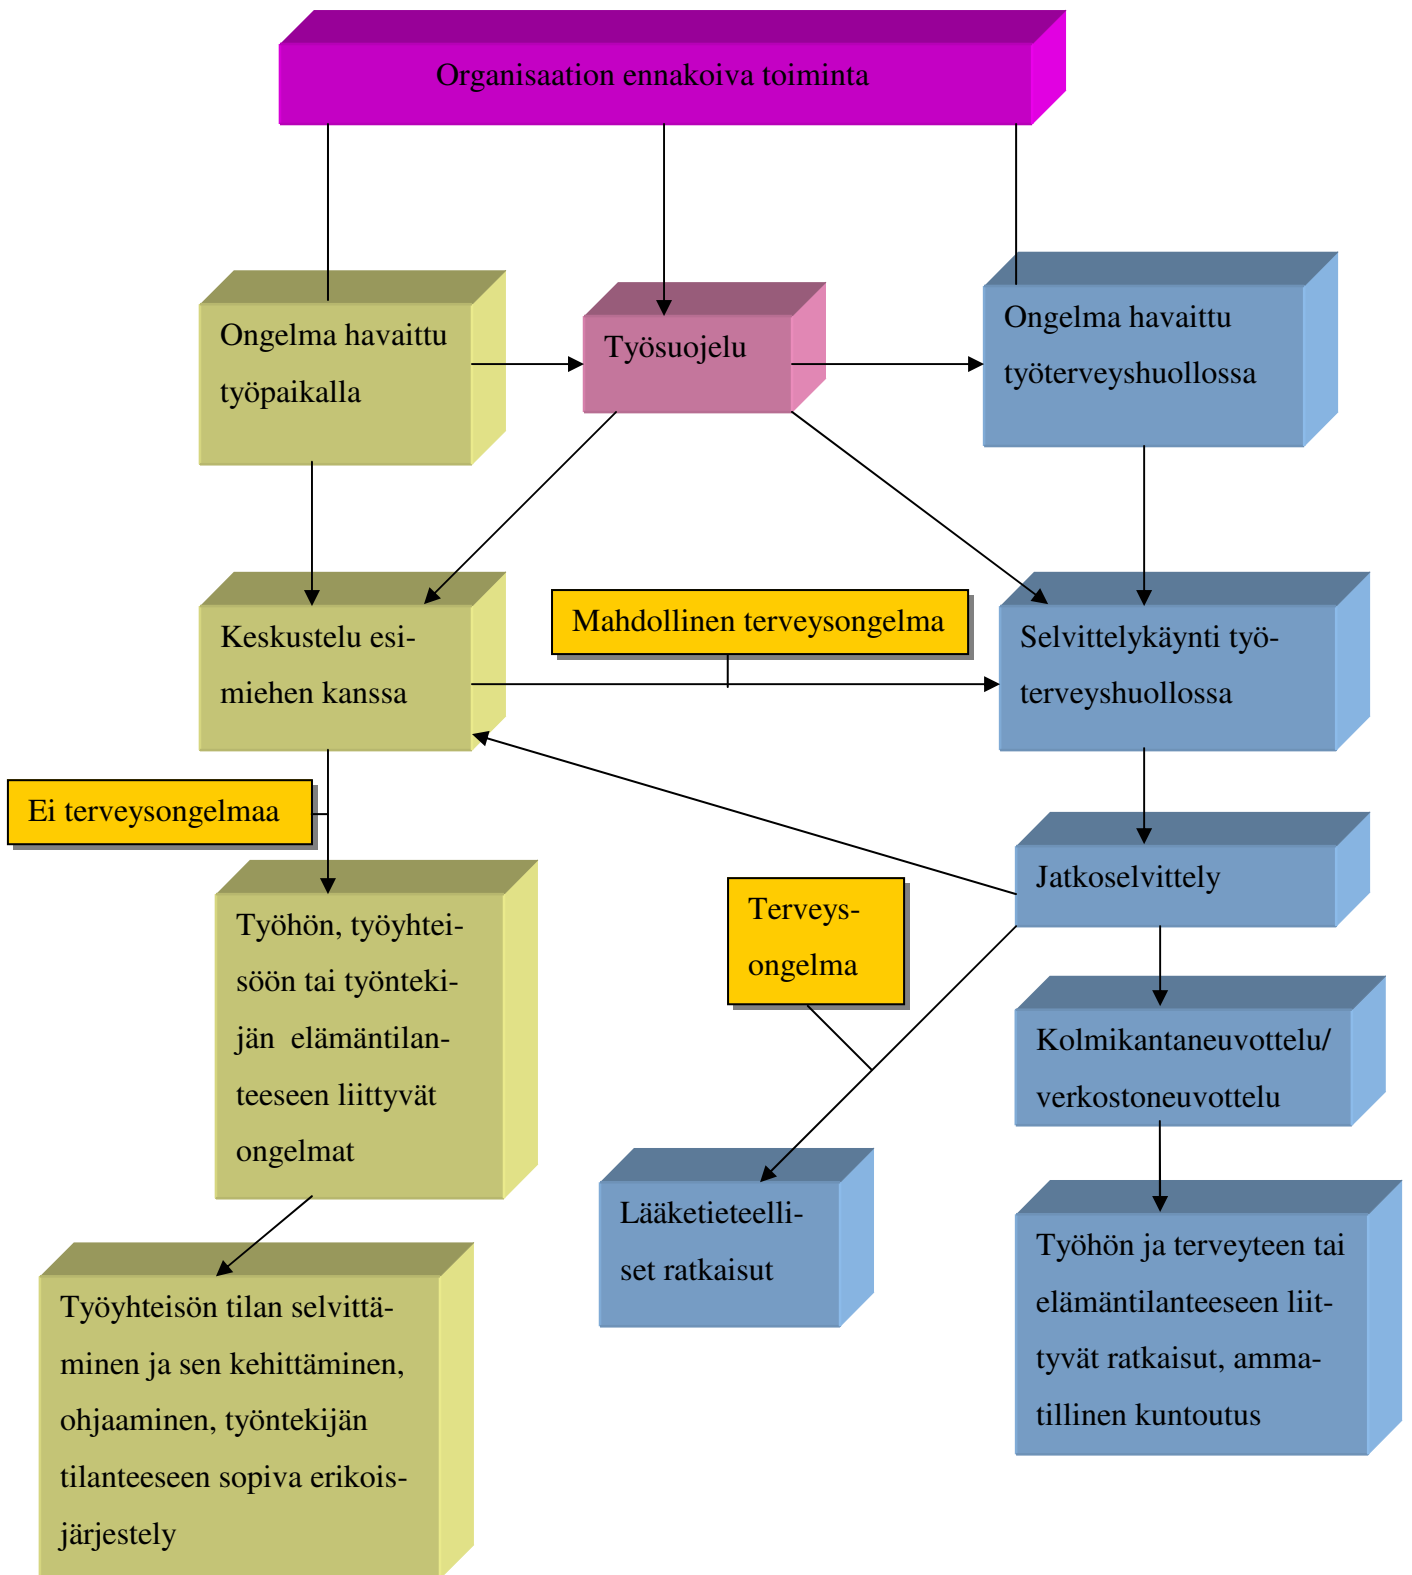 Organisaation ennakoiva toiminta
Ongelma havaittu
työpaikalla
Työsuojelu
Ongelma havaittu
työterveyshuollossa
Keskustelu esi-
miehen kanssa
Mahdollinen terveysongelma
Selvittelykäynti työ-
terveyshuollossa
Ei terveysongelmaa
Jatkoselvittely
Työhön, työyhtei-
söön tai työnteki-
jän elämäntilan-
teeseen liittyvät
ongelmat
Terveys-
ongelma
Kolmikantaneuvottelu/
verkostoneuvottelu
Lääketieteelli-
set ratkaisut
Työhön ja terveyteen tai
elämäntilanteeseen liit-
tyvät ratkaisut, amma-
tillinen kuntoutus
Työyhteisön tilan selvittä-
minen ja sen kehittäminen,
ohjaaminen, työntekijän
tilanteeseen sopiva erikois-
järjestely